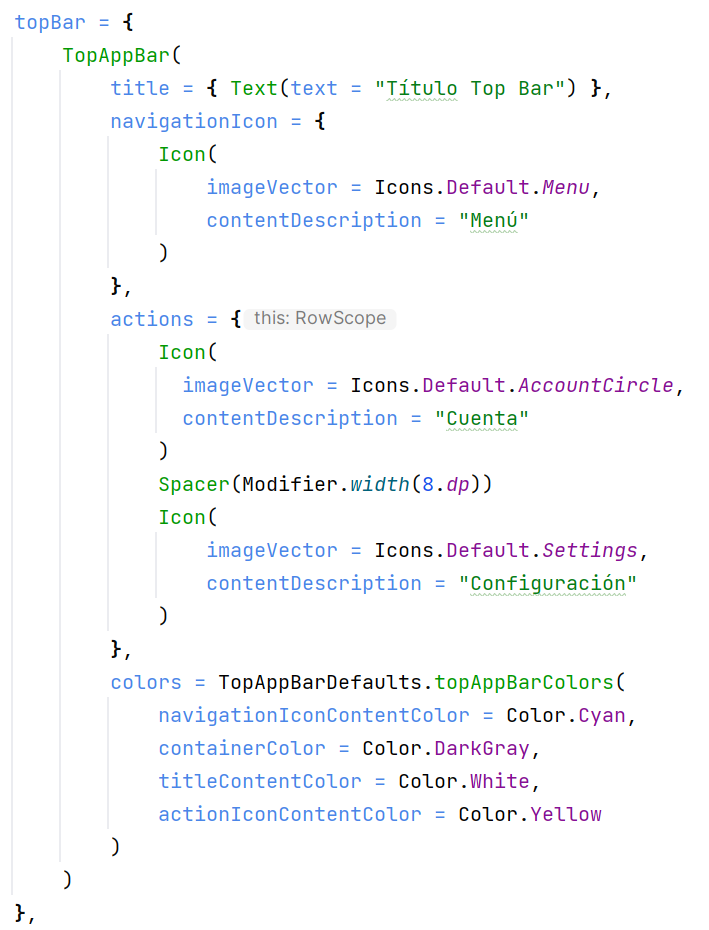 topBar = {
    TopAppBar(
        title = { Text(text = "Título Top Bar") },
        navigationIcon = {
            Icon(
                imageVector = Icons.Default.Menu,
                contentDescription = "Menú"
            )
        },
        actions = { this: RowScope
            Icon(
              imageVector = Icons.Default.AccountCircle,
              contentDescription = "Cuenta"
            )
            Spacer(Modifier.width(8.dp))
            Icon(
                imageVector = Icons.Default.Settings,
                contentDescription = "Configuración"
            )
        },
        colors = TopAppBarDefaults.topAppBarColors(
            navigationIconContentColor = Color.Cyan,
            containerColor = Color.DarkGray,
            titleContentColor = Color.White,
            actionIconContentColor = Color.Yellow
        )
    )
},